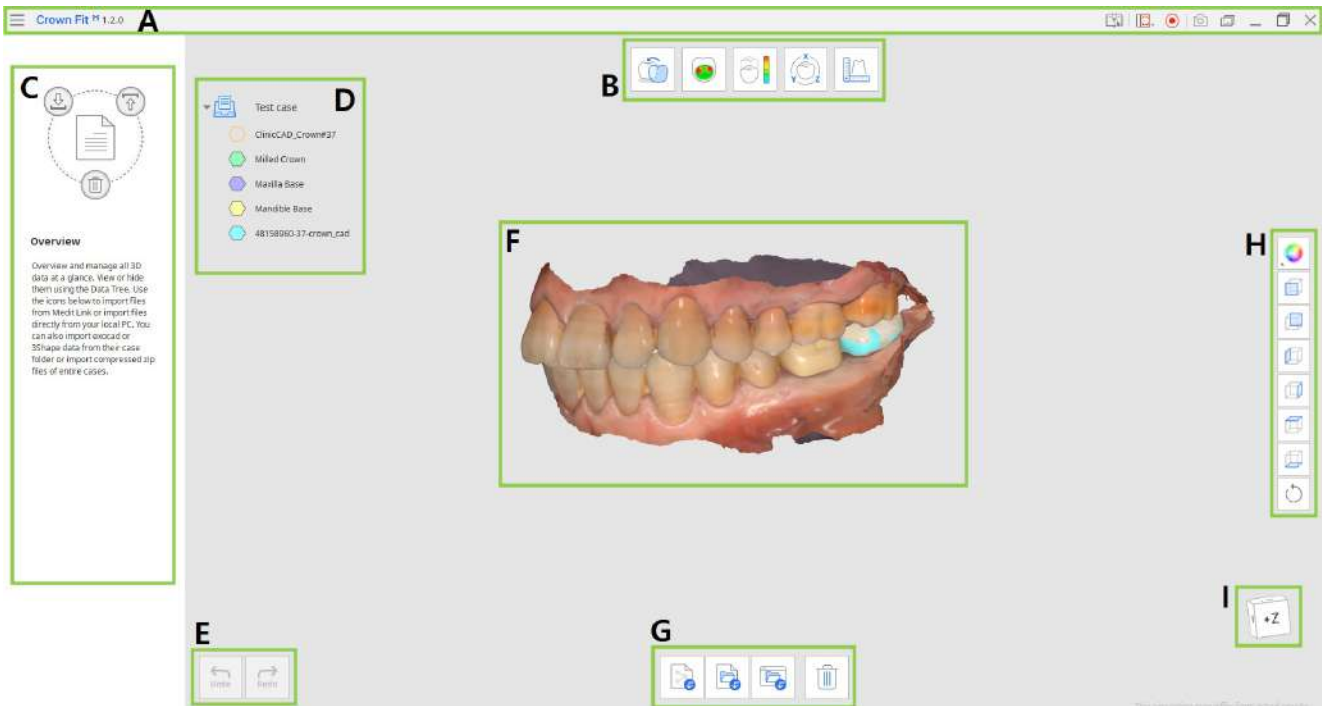 Crown Fit 1.2.0
A
B
C
D
Test case
ClinicCAD_Crown#37
Milled Crown
Maxilla Base
Mandible Base
48158960-37-crown_cad
X
Y
Z
Overview
Overview and manage all 3D
data at a glance. View or hide
them using the Data Tree. Use
the icons below to import files
from Medit Link or import files
directly from your local PC. You
can also import exocad or
3Shape data from their case
folder or import compressed zip
files of entire cases.
F
H
I
+Z
E
Undo
Redo
G